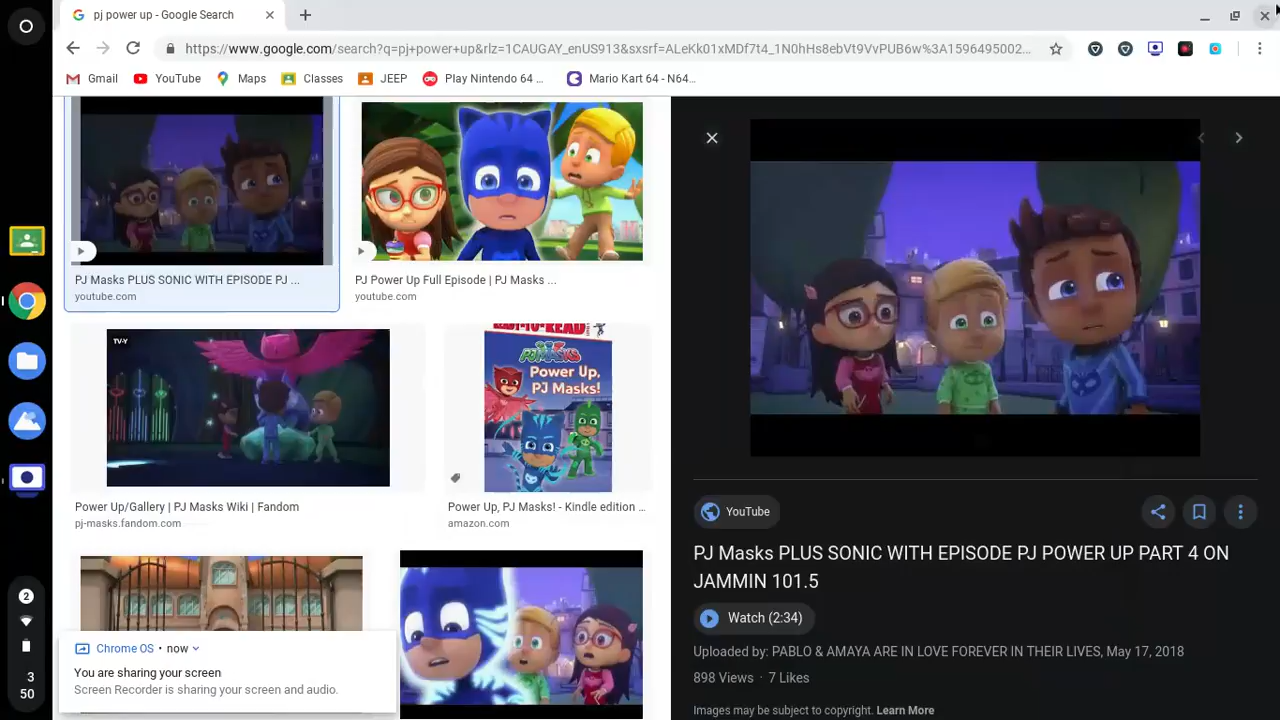 pj power up - Google Search
https://www.google.com/search?q=pj+power+up&rlz=1CAUGAY_enUS913&sxsrf=ALeKk01xMDf7t4_1N0hHs8ebVt9VvPUB6w%3A1596495002...
Gmail YouTube Maps Classes JEEP Play Nintendo 64 ... Mario Kart 64 - N64...
PJ Masks PLUS SONIC WITH EPISODE PJ ...
youtube.com
PJ Power Up Full Episode | PJ Masks ...
youtube.com
TV-Y
Power Up/Gallery | PJ Masks Wiki | Fandom
pj-masks.fandom.com
READY-TO-READ
PJMASKS
Power Up,
PJ Masks!
Power Up, PJ Masks! - Kindle edition ...
amazon.com
YouTube
PJ Masks PLUS SONIC WITH EPISODE PJ POWER UP PART 4 ON
JAMMIN 101.5
Watch (2:34)
Uploaded by: PABLO & AMAYA ARE IN LOVE FOREVER IN THEIR LIVES, May 17, 2018
898 Views · 7 Likes
Images may be subject to copyright. Learn More
Chrome OS • now
You are sharing your screen
Screen Recorder is sharing your screen and audio.
2
3
50